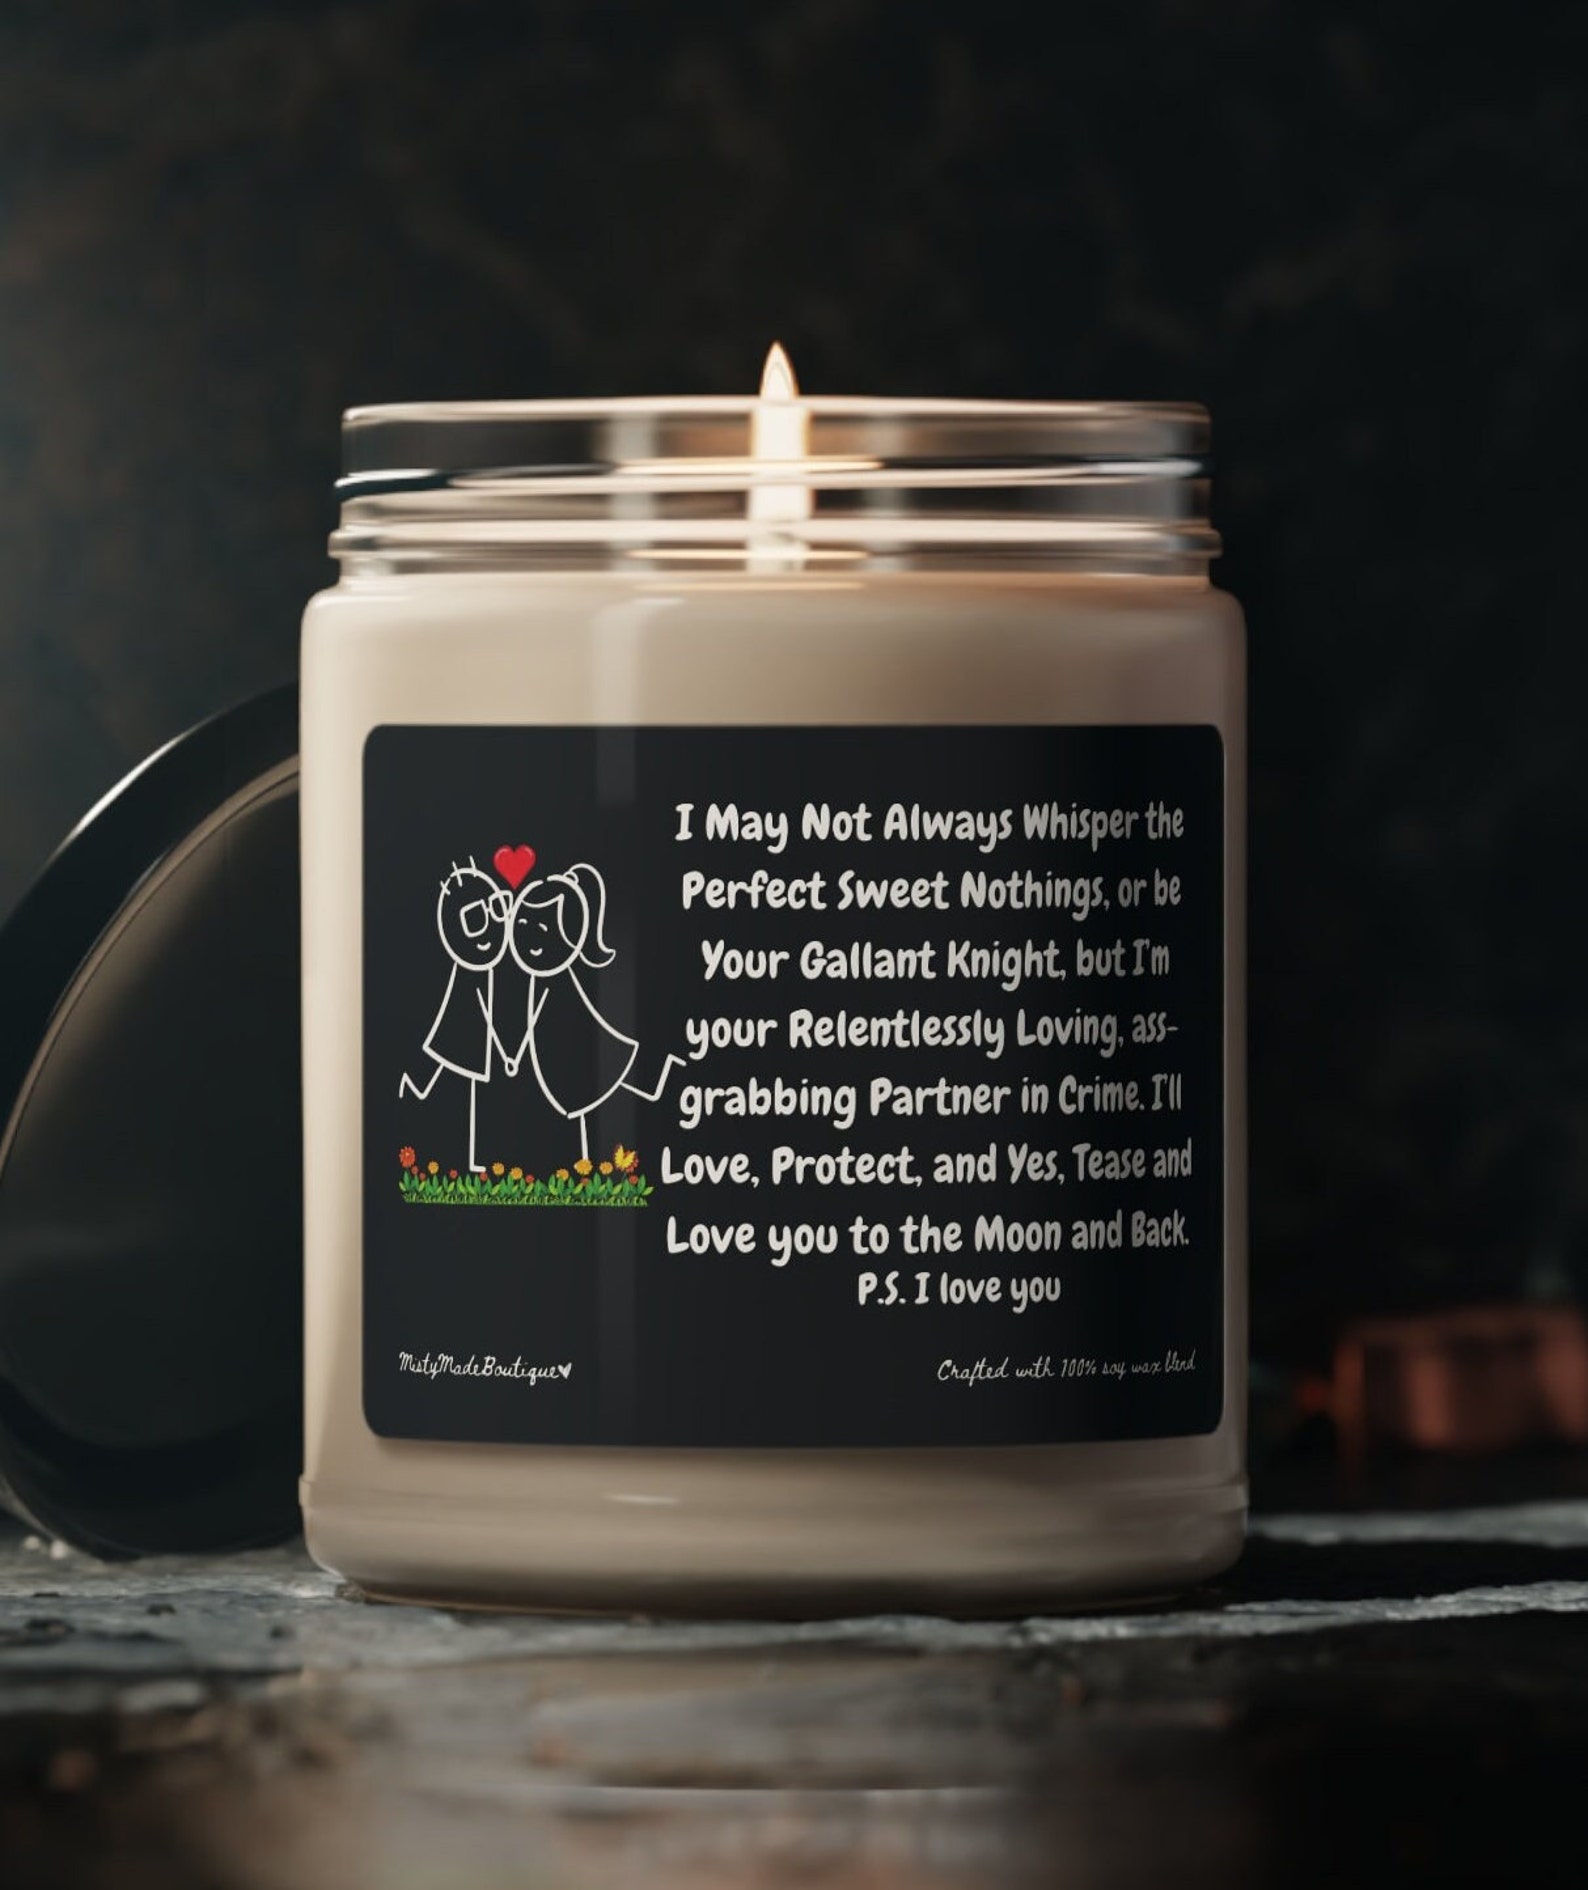 I May Not Always Whisper the
Perfect Sweet Nothings, or be
Your Gallant Knight, but I'm
your Relentlessly Loving, ass-
grabbing Partner in Crime. I'll
Love, Protect, and Yes, Tease and
Love you to the Moon and Back.
P.S. I love you
MistyMadeBoutique
Crafted with 100% soy wax blend